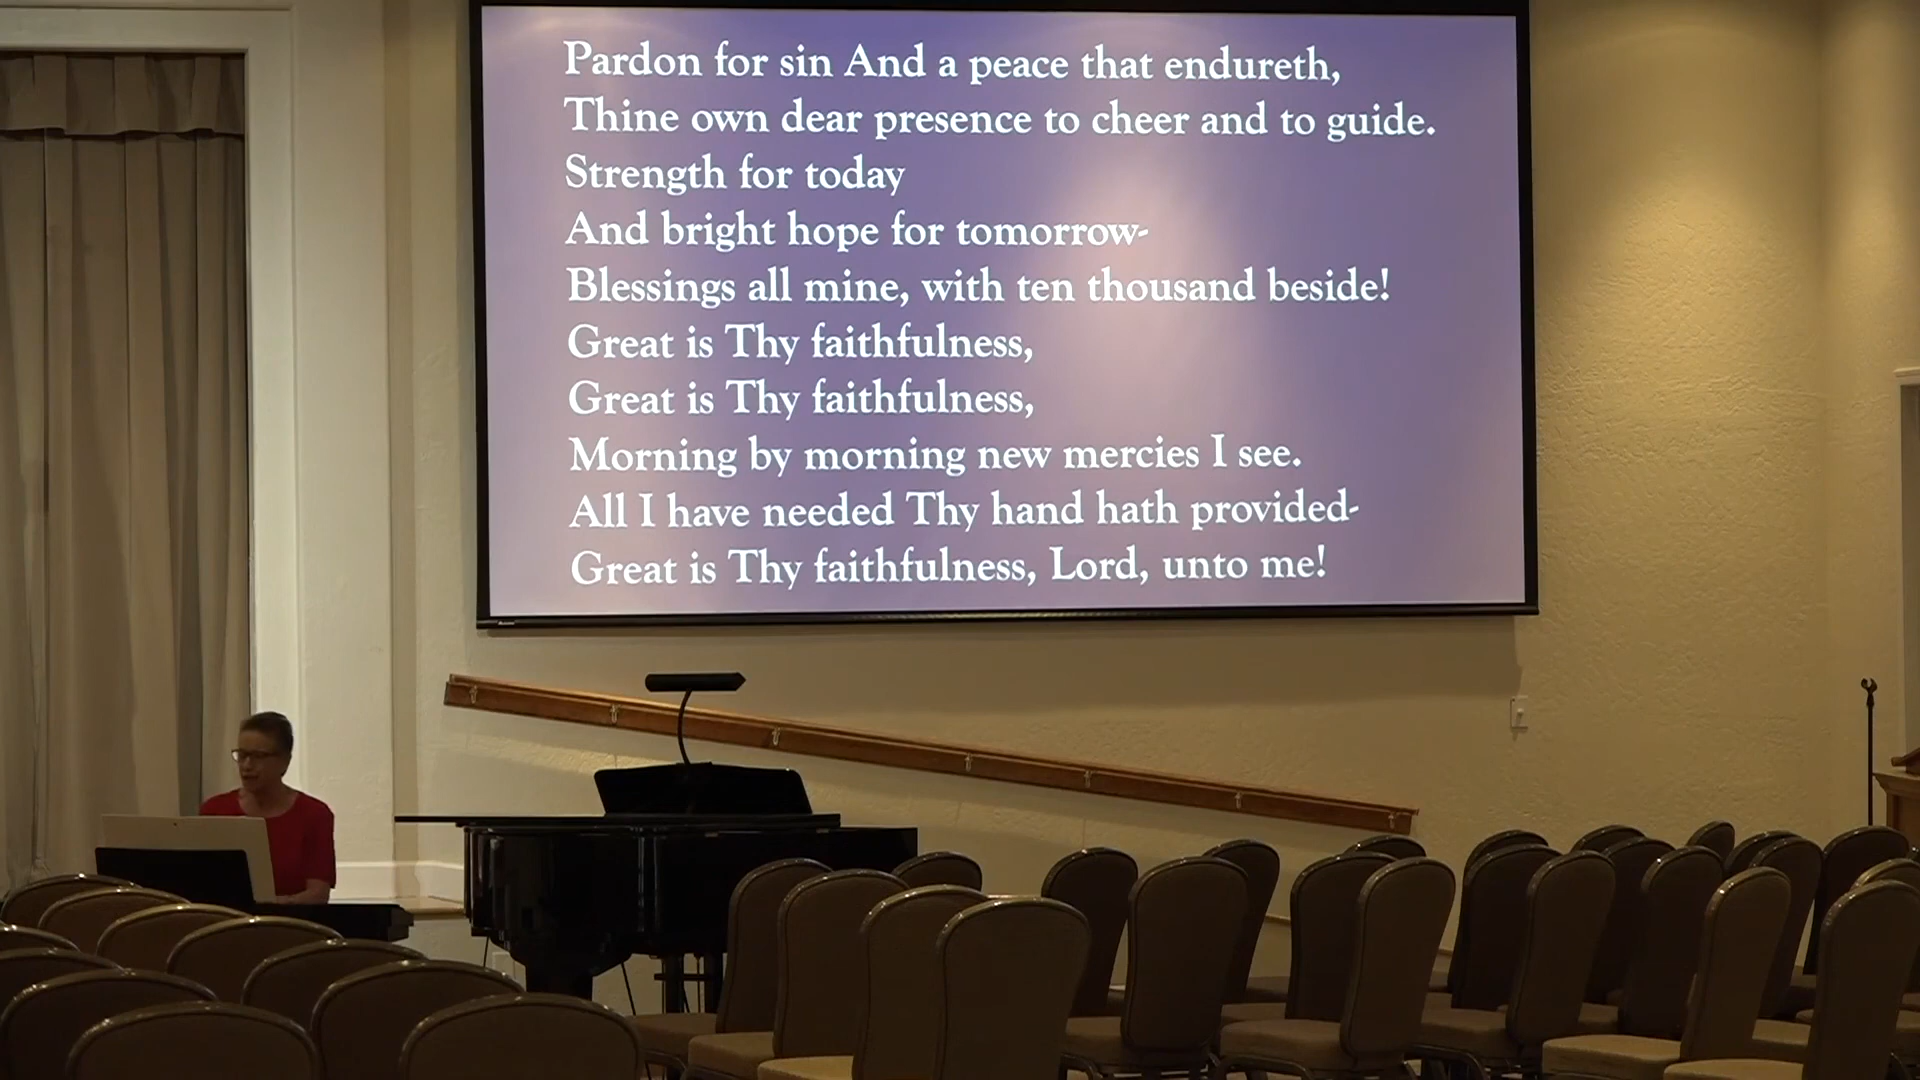 Pardon for sin And a peace that endureth,
Thine own dear presence to cheer and to guide.
Strength for today
And bright hope for tomorrow-
Blessings all mine, with ten thousand beside!
Great is Thy faithfulness,
Great is Thy faithfulness,
Morning by morning new mercies I see.
All I have needed Thy hand hath provided-
Great is Thy faithfulness, Lord, unto me!